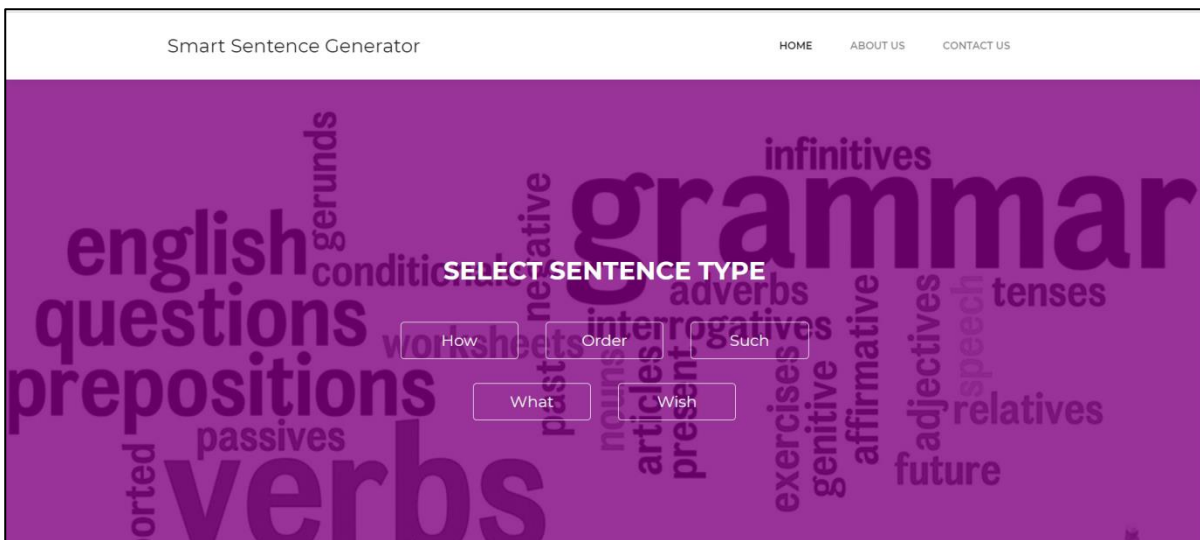 Smart Sentence Generator
HOME ABOUT US CONTACT US
gerunds
infinitives
negative
grammar
english
conditionals
SELECT SENTENCE TYPE
adverbs
affirmative
adjectives
speech
tenses
questions
worksheets
interrogatives
How Order Such
past
nouns
articles
present
exercises
genitive
prepositions
What Wish
relatives
passives
future
orted
verbs